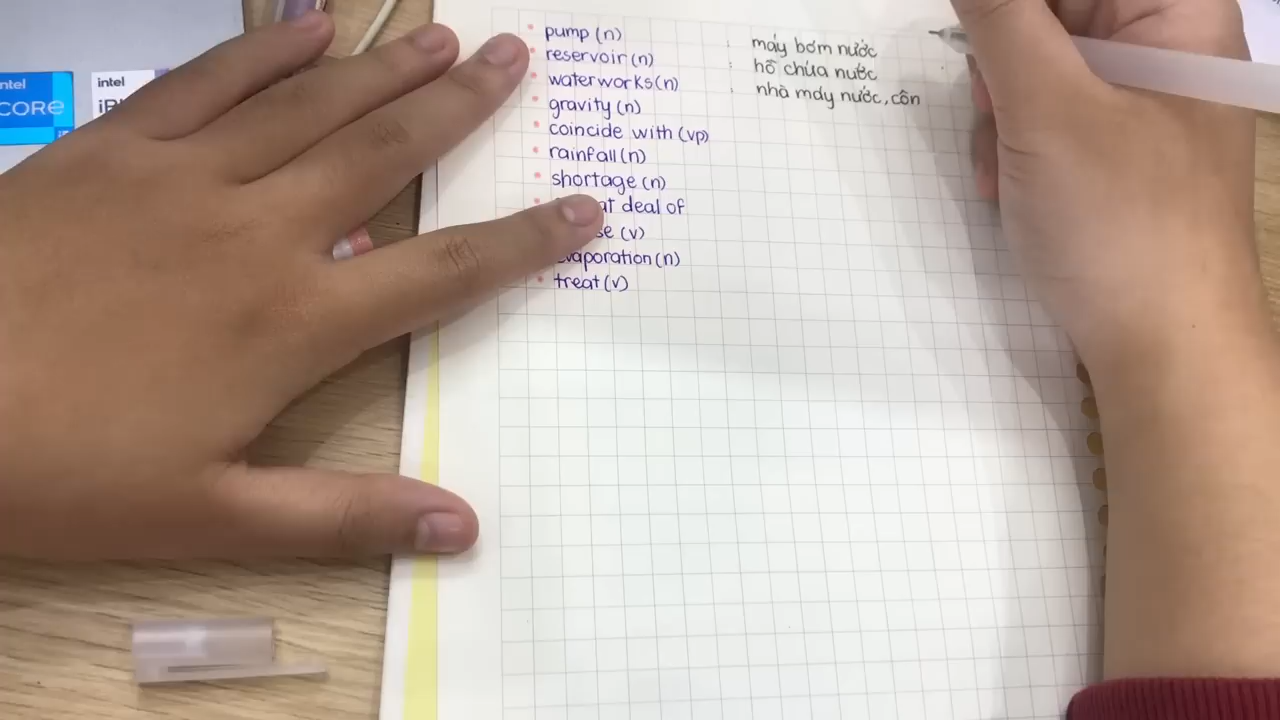 intel
CORE
intel
pump (n) : máy bơm nước
reservoir (n) : hồ chứa nước
waterworks (n) : nhà máy nước, côn
gravity (n)
coincide with (vp)
rainfall (n)
shortage (n)
deal of
(v)
evaporation (n)
treat (v)